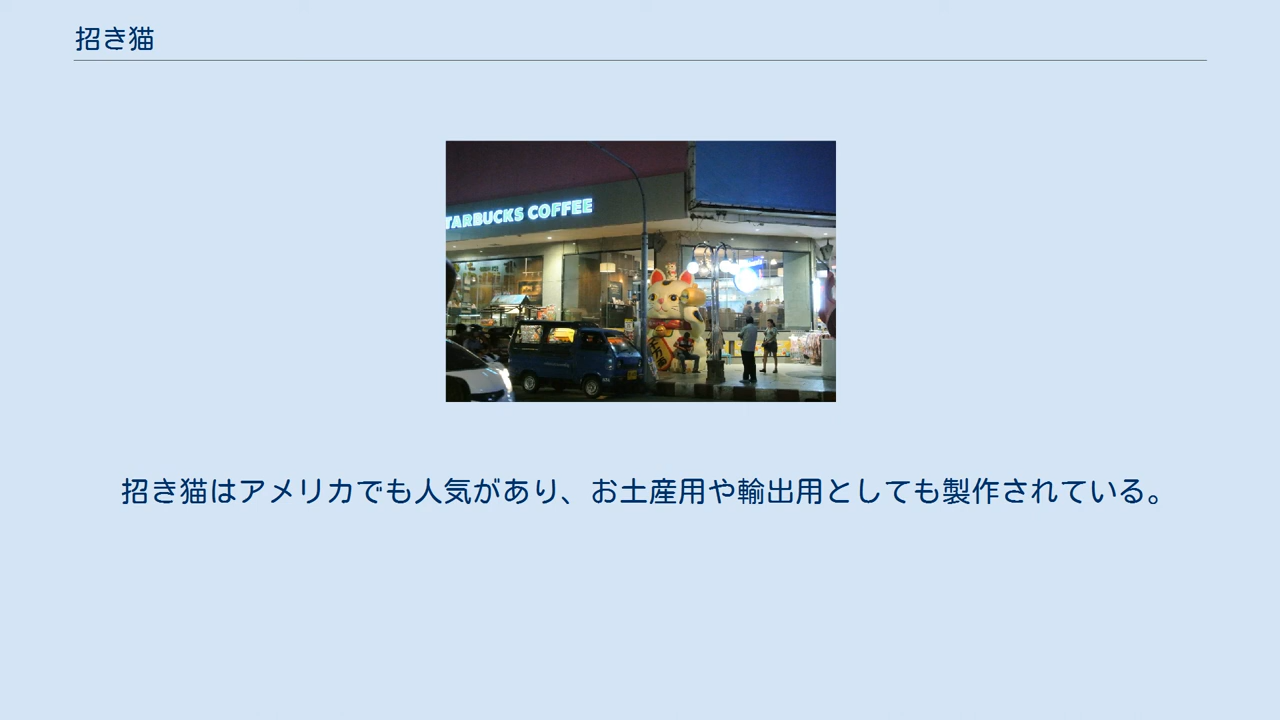 招き猫
TARBUCKS COFFEE
招き猫はアメリカでも人気があり、お土産用や輸出用としても製作されている。